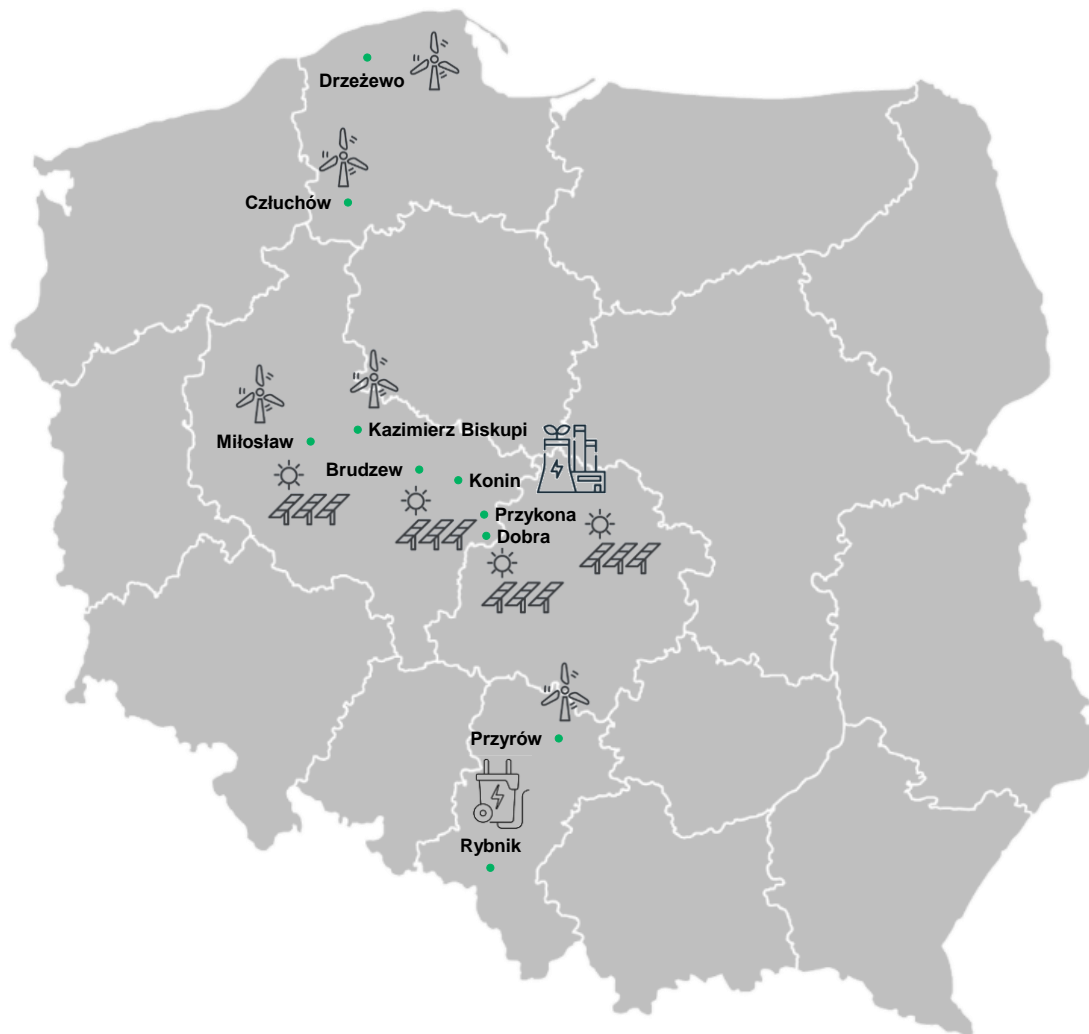 Drzeżewo
Człuchów
Kazimierz Biskupi
Miłosław
Brudzew
Konin
Przykona
Dobra
Przyrów
Rybnik